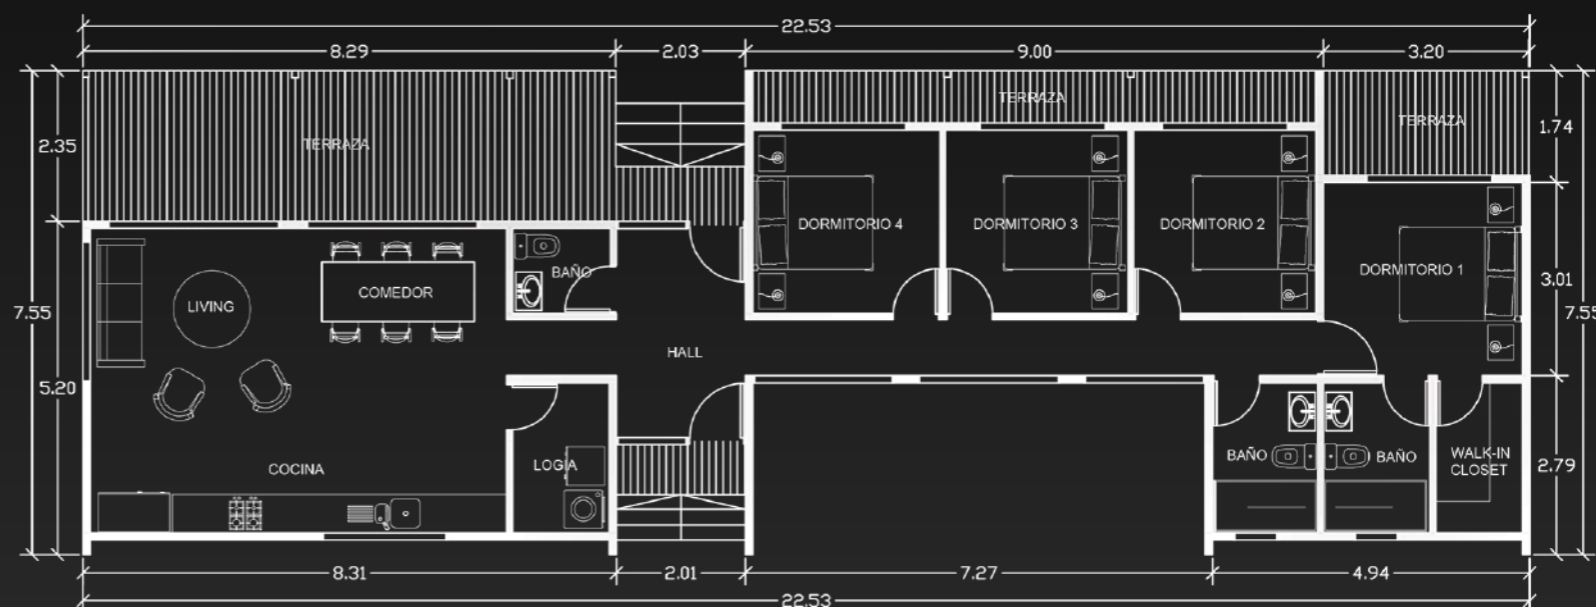 22.53
8.29
2.03
9.00
3.20
TERRAZA
TERRAZA
TERRAZA
2.35
1.74
DORMITORIO 4
DORMITORIO 3
DORMITORIO 2
DORMITORIO 1
BAÑO
LIVING
COMEDOR
3.01
7.55
7.55
HALL
5.20
COCINA
LOGIA
BAÑO
BAÑO
WALK-IN
CLOSET
2.79
8.31
2.01
7.27
4.94
22.53